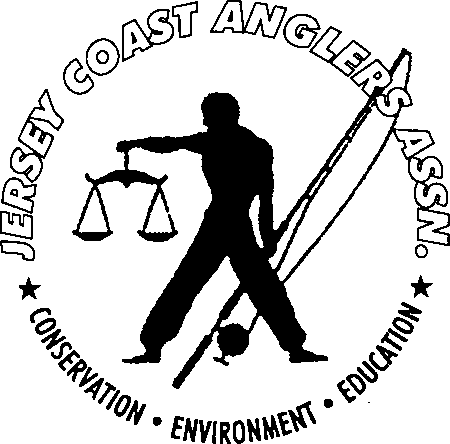 JERSEY COAST ANGLERS ASSN.
★ CONSERVATION • ENVIRONMENT • EDUCATION ★